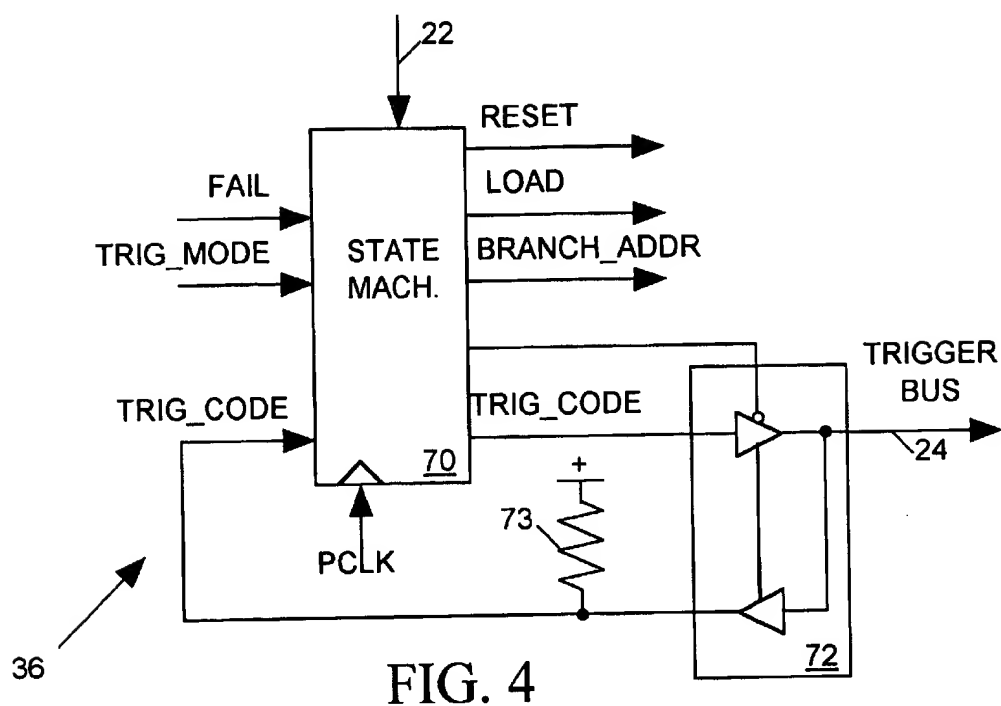 22
RESET
FAIL
LOAD
TRIG_MODE
STATE
MACH.
BRANCH_ADDR
TRIGGER
BUS
TRIG_CODE
TRIG_CODE
70
24
+
73
PCLK
72
36
FIG. 4